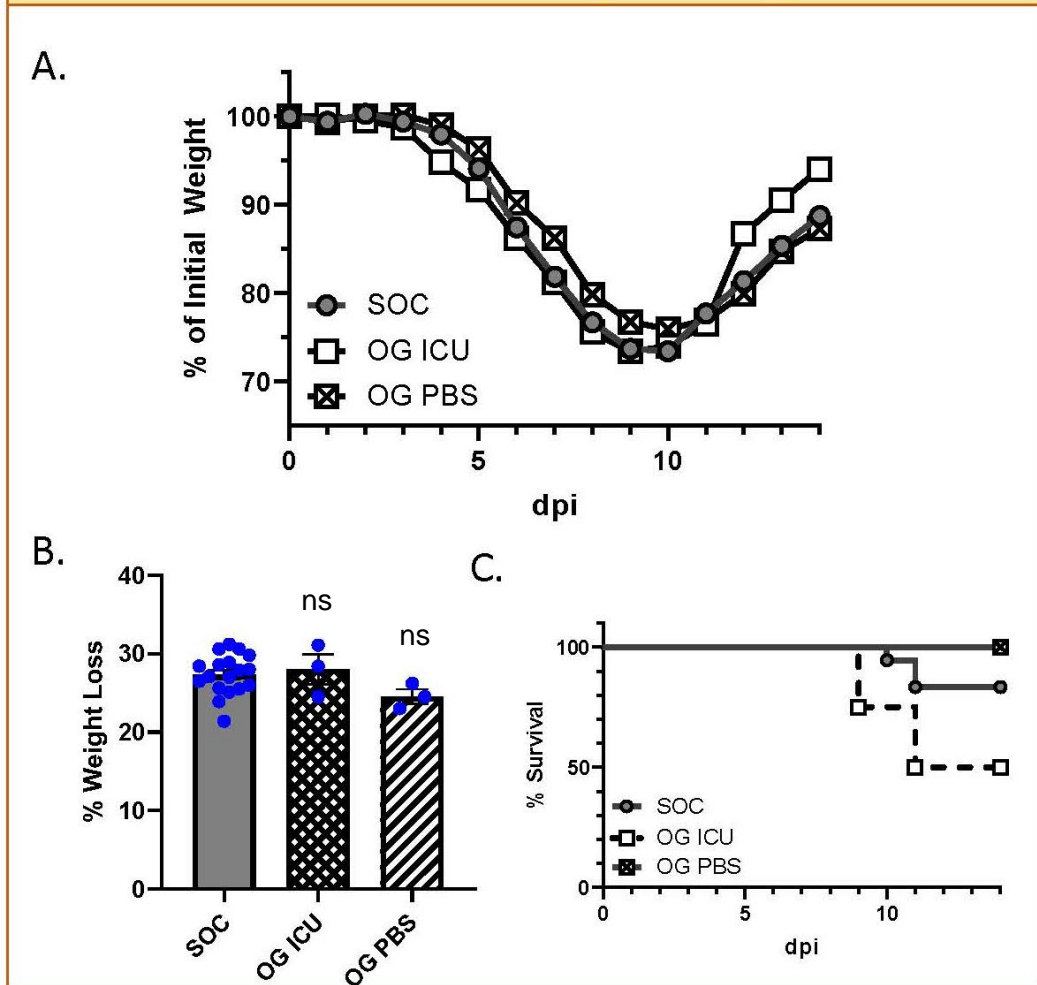 A.
% of Initial Weight
100
90
80
70
SOC
OG ICU
OG PBS
0 5 10
dpi
B.
% Weight Loss
40
30
20
10
0
ns
ns
SOC
OG ICU
OG PBS
C.
% Survival
100
50
0
SOC
OG ICU
OG PBS
0 5 10
dpi